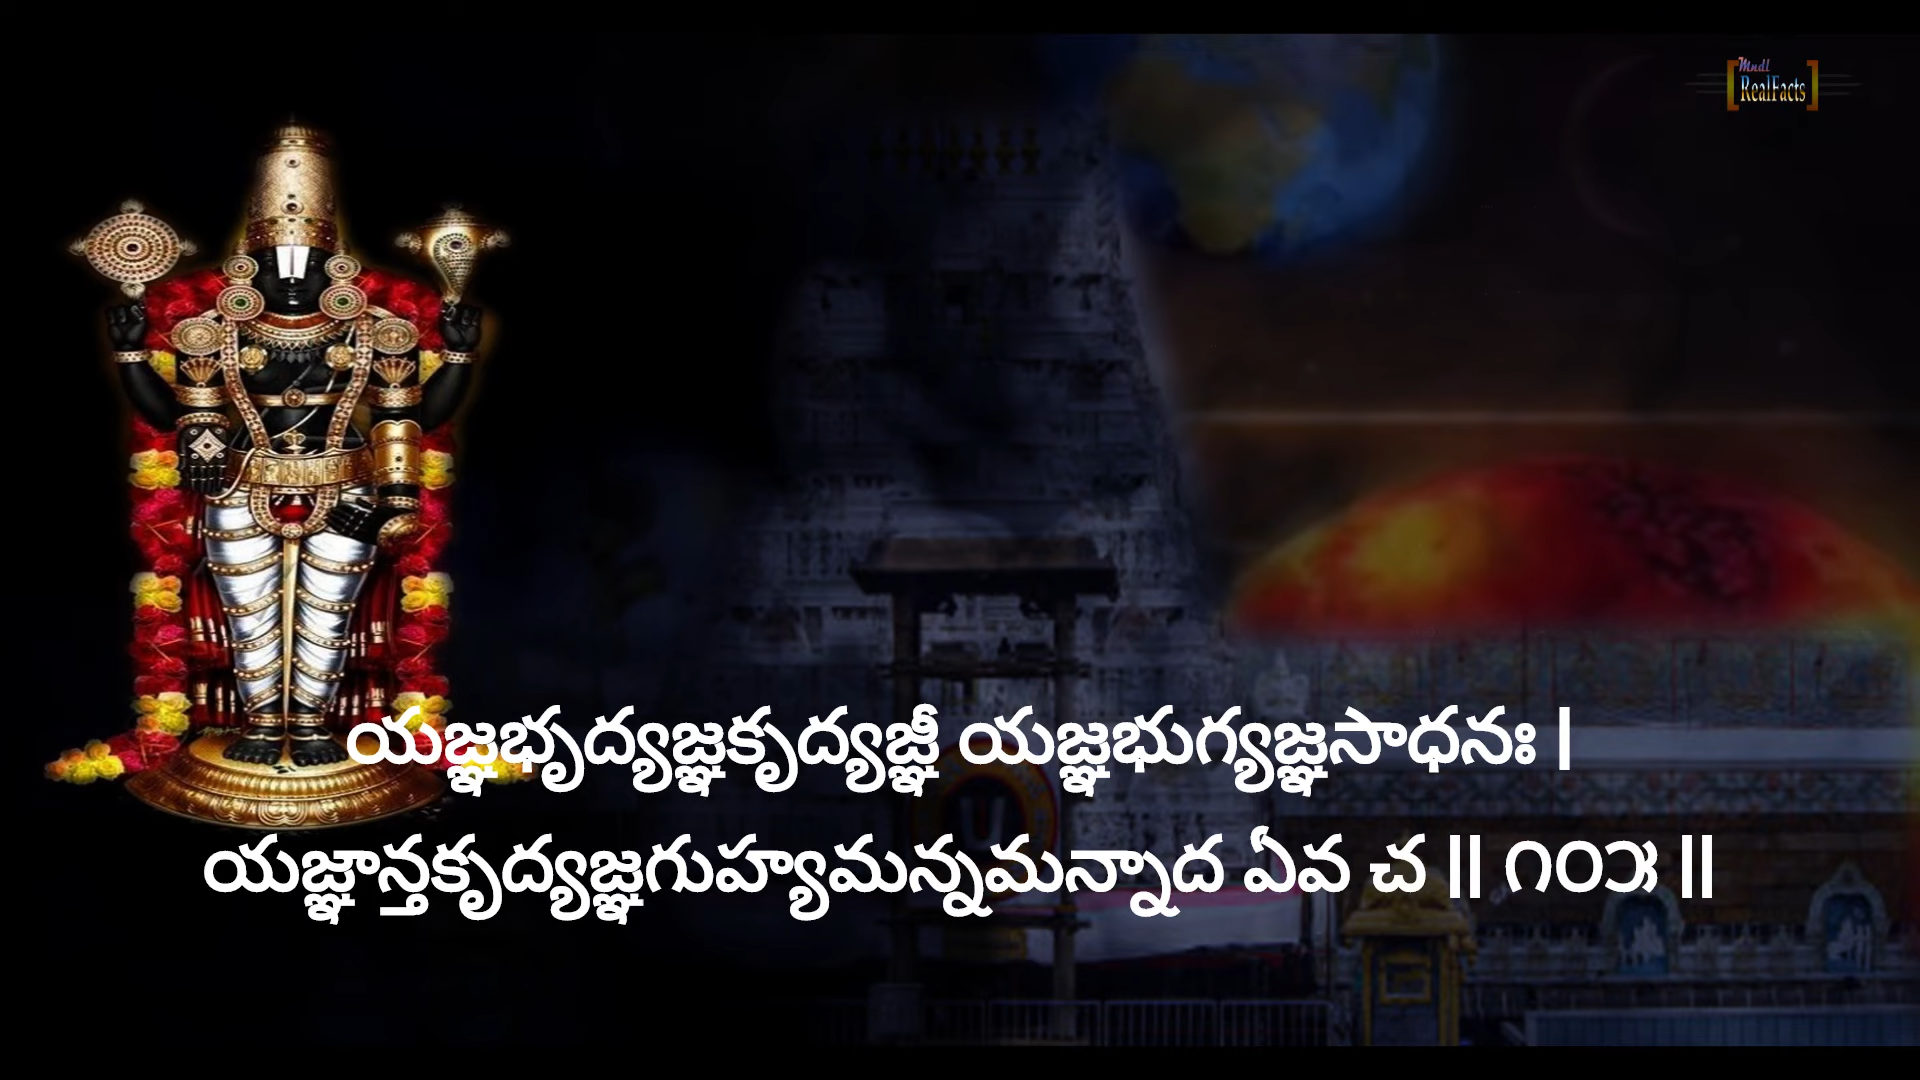 Mndl
RealFacts
యజ్ఞభృద్యజ్ఞకృద్యజ్ఞీ యజ్ఞభుగ్యజ్ఞసాధనః |
యజ్ఞాన్తకృద్యజ్ఞగుహ్యమన్నమన్నాద ఏవ చ || ౧౦౫ ||